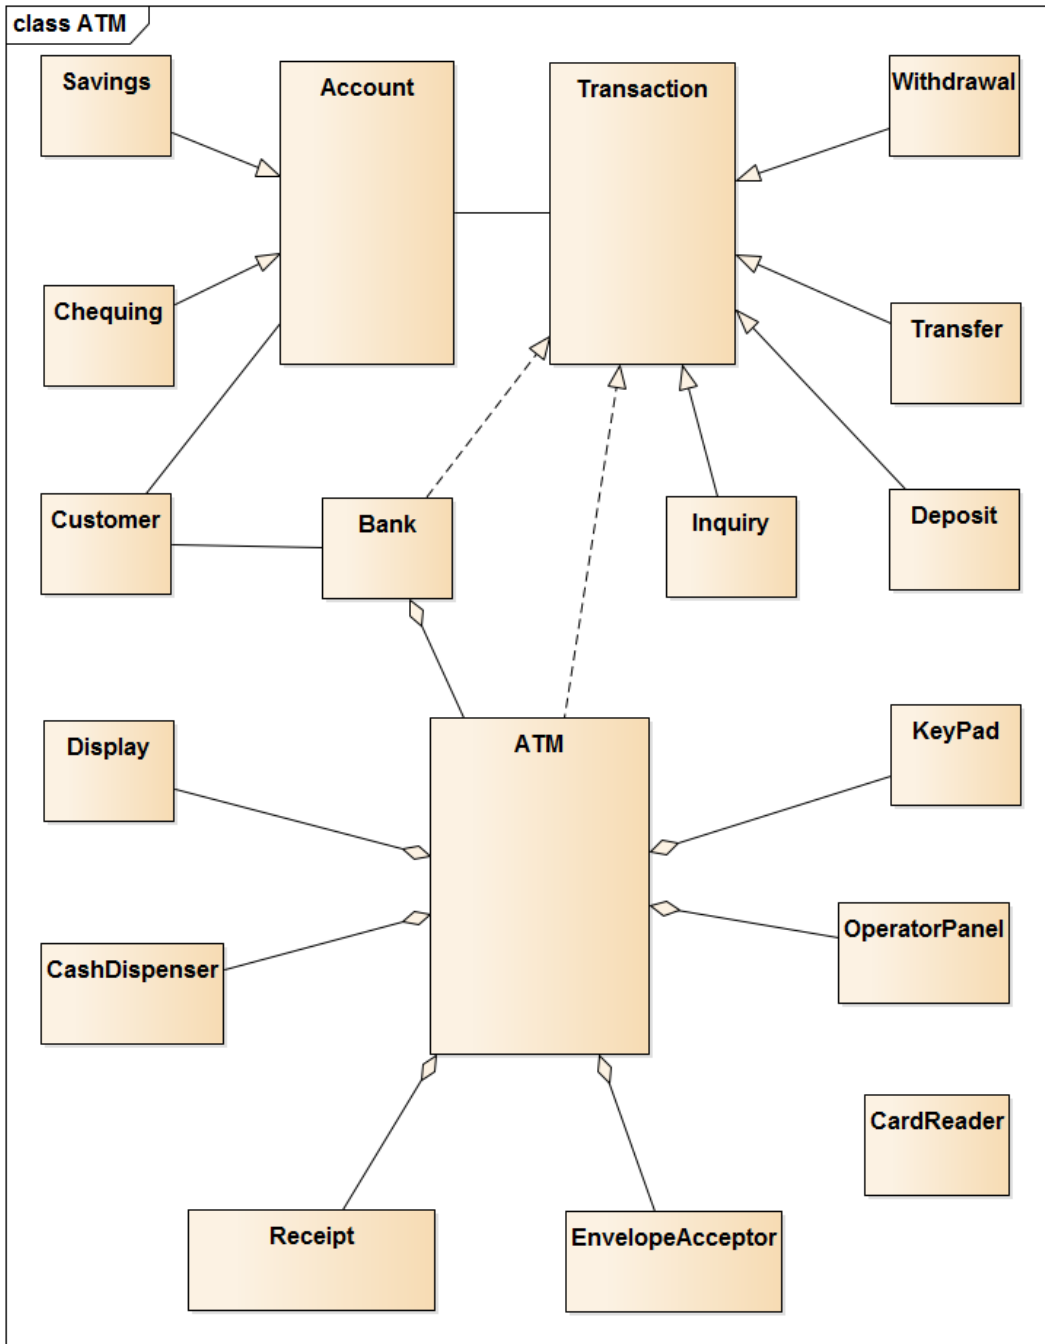 class ATM
Savings
Account
Transaction
Withdrawal
Chequing
Transfer
Customer
Bank
Inquiry
Deposit
Display
ATM
KeyPad
CashDispenser
OperatorPanel
CardReader
Receipt
EnvelopeAcceptor